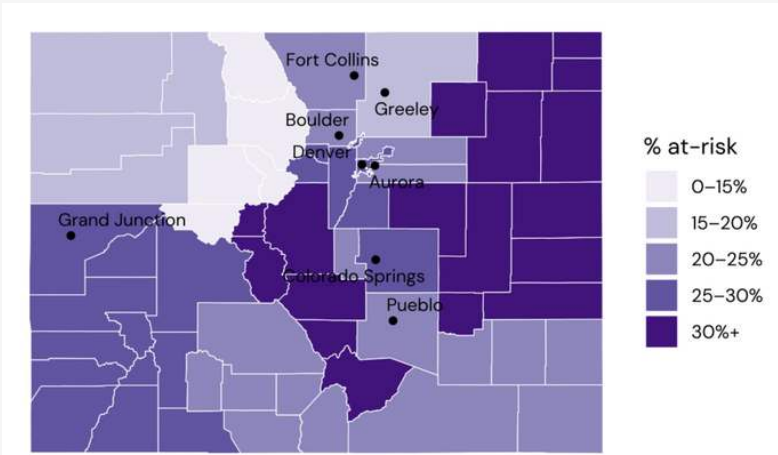 Fort Collins
Greeley
Boulder
Denver
Aurora
Grand Junction
Colorado Springs
Pueblo
% at-risk
0–15%
15–20%
20–25%
25–30%
30%+